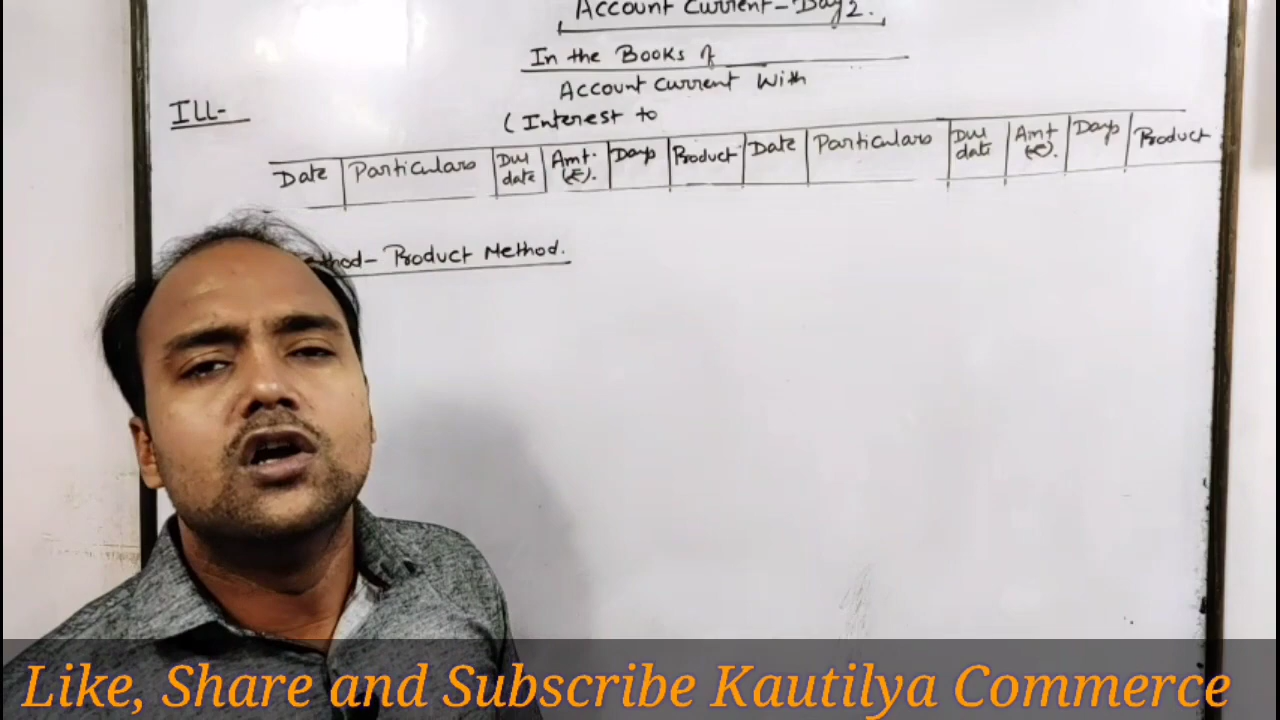 Account Current-Day 2.
In the Books of
Account Current With
ILL-
( Interest to
Date Particulars Due date Amt. (₹). Days Product Date Particulars Due date Amt (₹). Days Product
Product Method.
Like, Share and Subscribe Kautilya Commerce